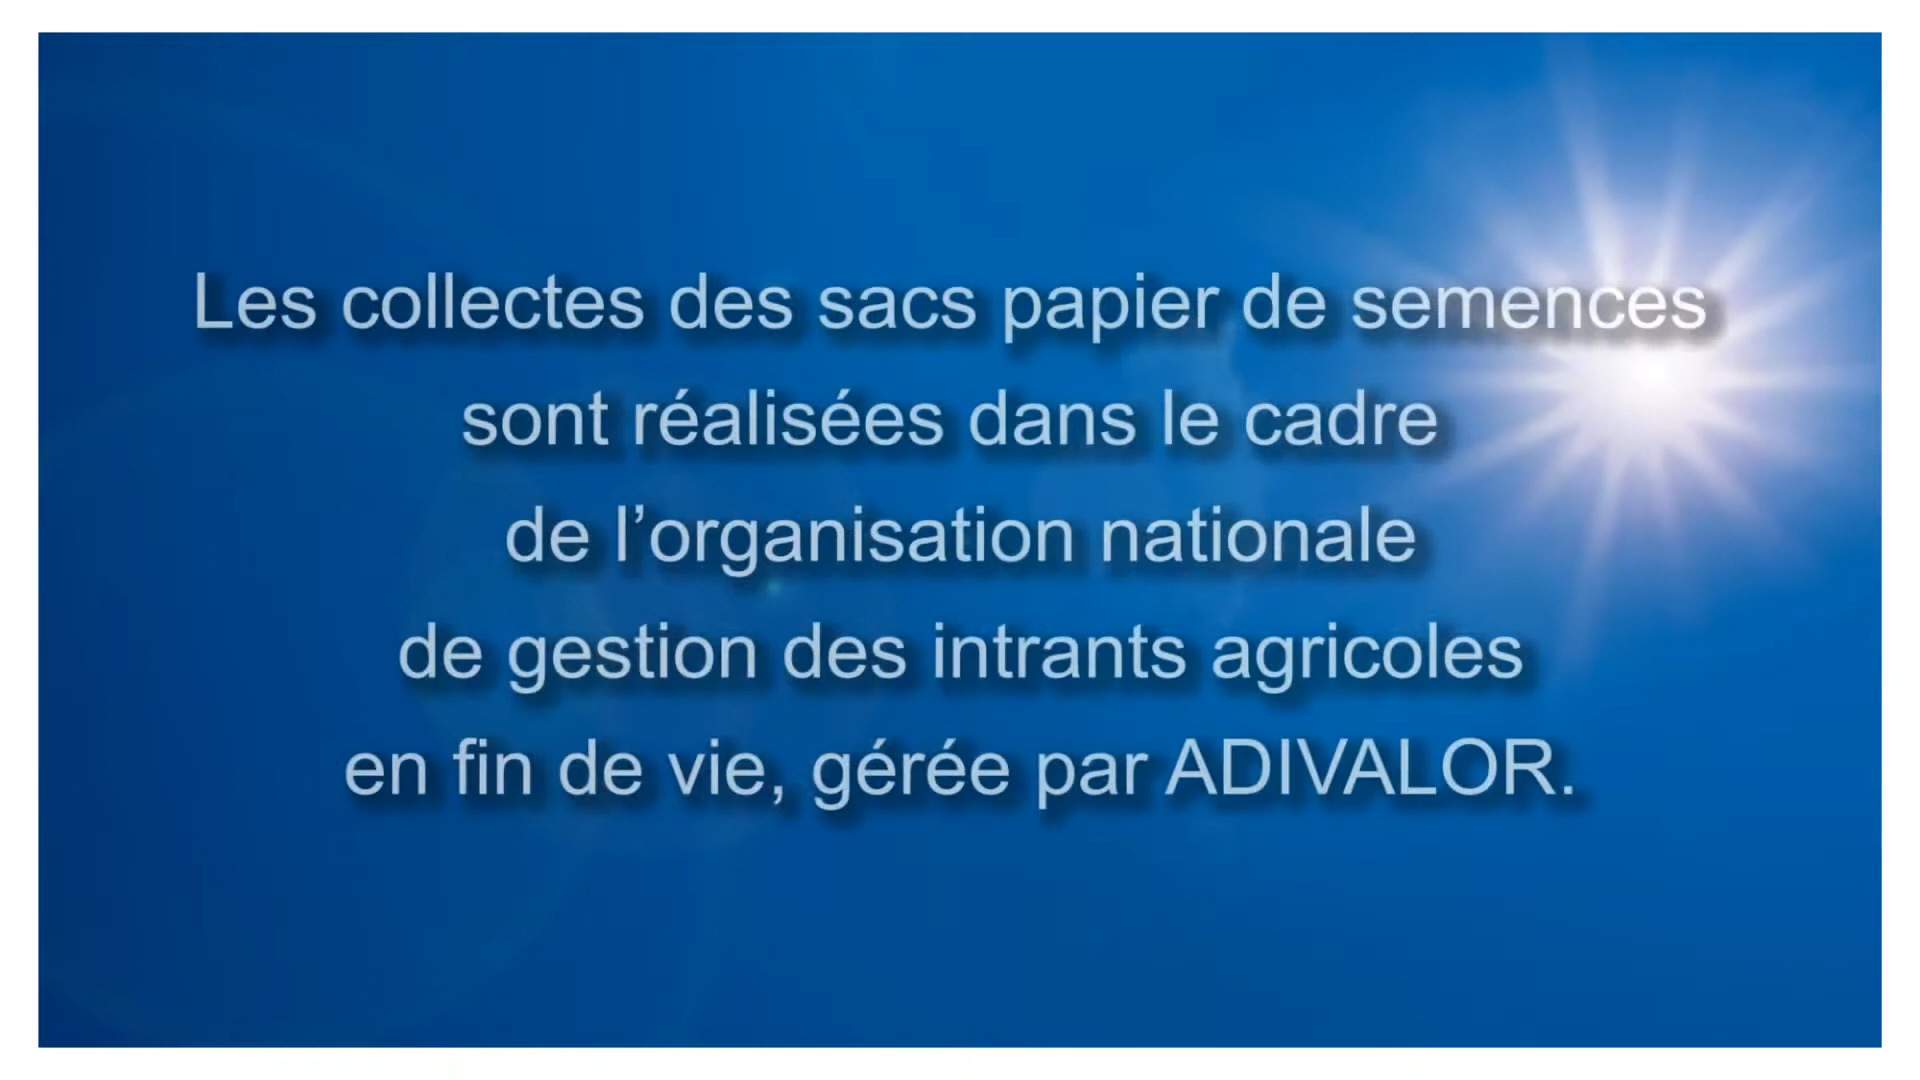 Les collectes des sacs papier de semences
sont réalisées dans le cadre
de l’organisation nationale
de gestion des intrants agricoles
en fin de vie, gérée par ADIVALOR.